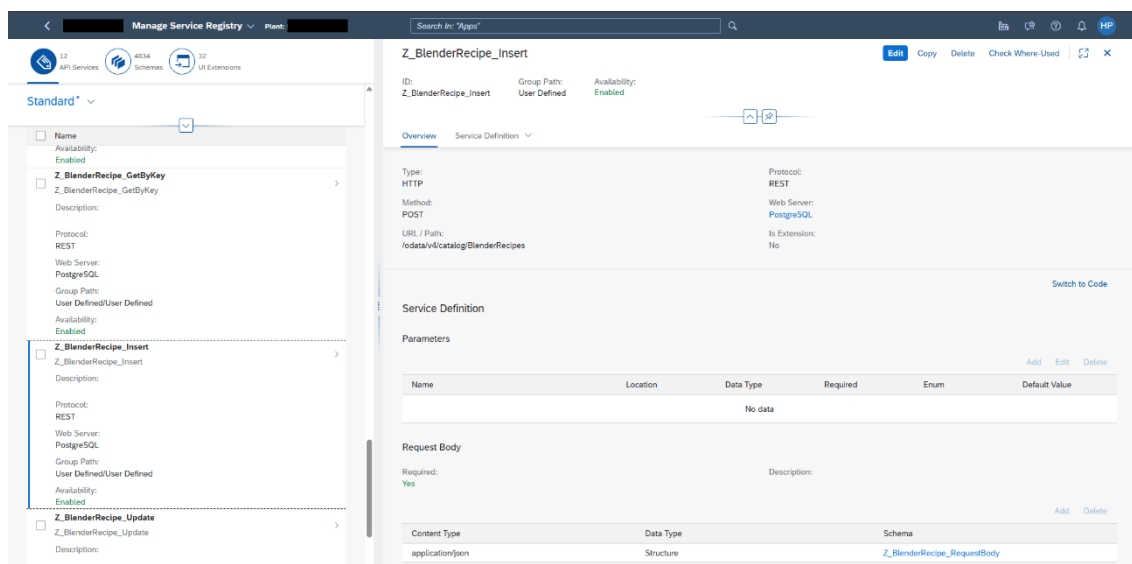 Manage Service Registry Plant:
Search In: "Apps"
HP
12 API Services
4834 Schemas
32 UI Extensions
Standard*
Name
Availability:
Enabled
Z_BlenderRecipe_GetByKey
Z_BlenderRecipe_GetByKey
Description:
Protocol:
REST
Web Server:
PostgreSQL
Group Path:
User Defined/User Defined
Availability:
Enabled
Z_BlenderRecipe_Insert
Z_BlenderRecipe_Insert
Description:
Protocol:
REST
Web Server:
PostgreSQL
Group Path:
User Defined/User Defined
Availability:
Enabled
Z_BlenderRecipe_Update
Z_BlenderRecipe_Update
Description:
Z_BlenderRecipe_Insert
Edit Copy Delete Check Where-Used
ID: Group Path: Availability:
Z_BlenderRecipe_Insert User Defined Enabled
Overview Service Definition
Type: Protocol:
HTTP REST
Method: Web Server:
POST PostgreSQL
URL / Path: Is Extension:
/odata/v4/catalog/BlenderRecipes No
Switch to Code
Service Definition
Parameters
Add Edit Delete
Name Location Data Type Required Enum Default Value
No data
Request Body
Required: Description:
Yes
Add Delete
Content Type Data Type Schema
application/json Structure Z_BlenderRecipe_RequestBody